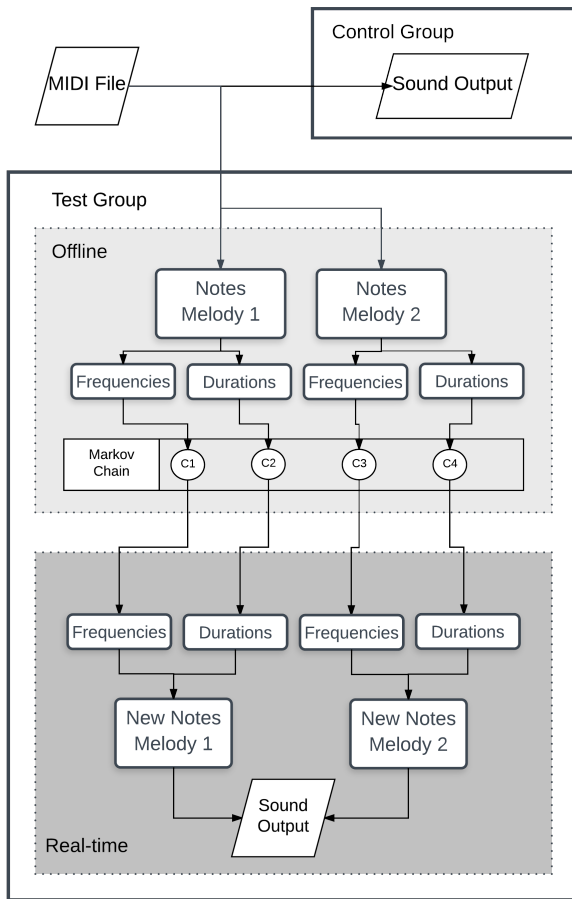 Control Group
MIDI File
Sound Output
Test Group
Offline
Notes
Melody 1
Notes
Melody 2
Frequencies
Durations
Frequencies
Durations
Markov
Chain
C1
C2
C3
C4
Frequencies
Durations
Frequencies
Durations
New Notes
Melody 1
New Notes
Melody 2
Sound
Output
Real-time